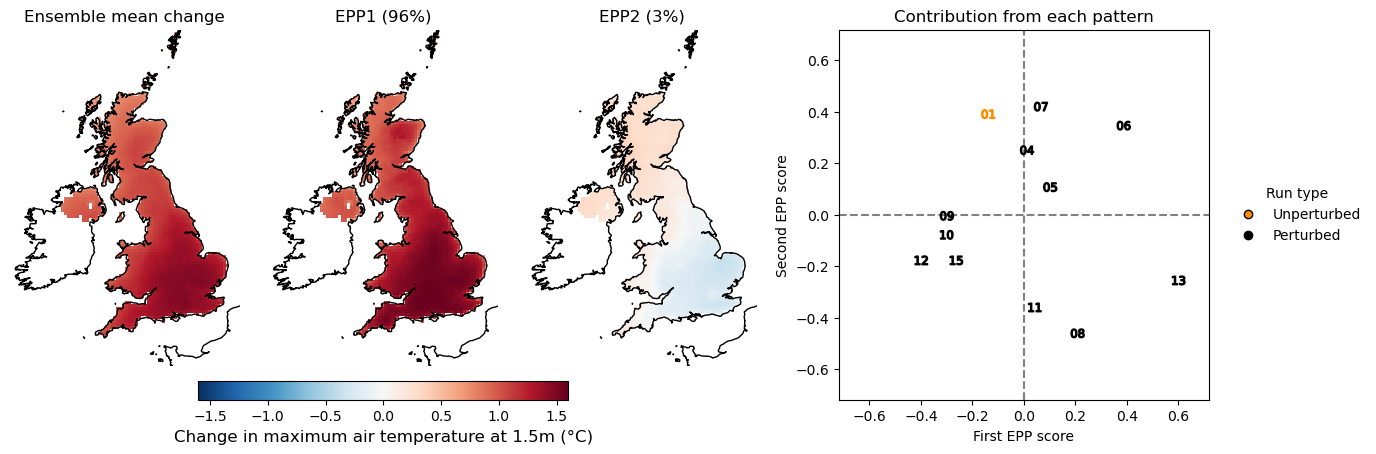 Ensemble mean change
EPP1 (96%)
EPP2 (3%)
−1.5 −1.0 −0.5 0.0 0.5 1.0 1.5
Change in maximum air temperature at 1.5m (°C)
Contribution from each pattern
Second EPP score
0.6
0.4
0.2
0.0
−0.2
−0.4
−0.6
01
07
06
04
05
09
10
12
15
13
11
08
−0.6 −0.4 −0.2 0.0 0.2 0.4 0.6
First EPP score
Run type
Unperturbed
Perturbed